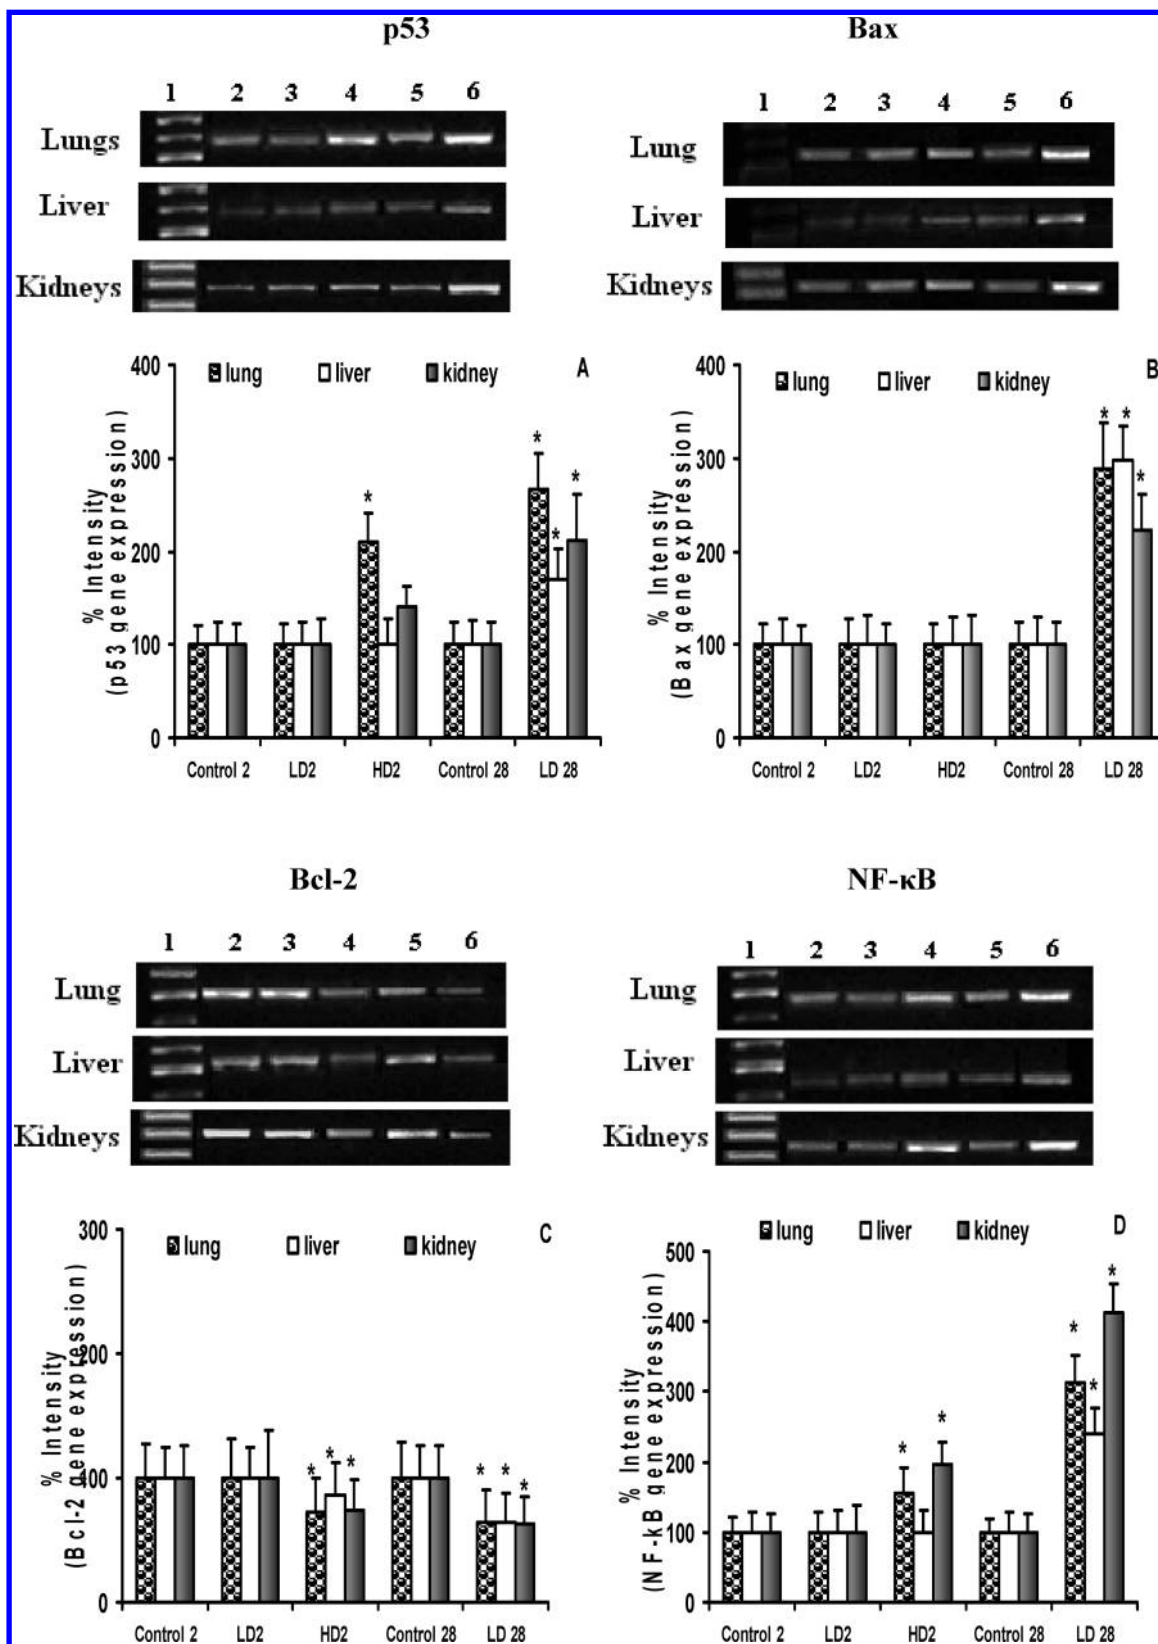 p53
1 2 3 4 5 6
Lungs
Liver
Kidneys
400
300
200
100
0
% Intensity
(p53 gene expression)
lung liver kidney
A
*
*
*
*
Control 2 LD2 HD2 Control 28 LD 28
Bax
1 2 3 4 5 6
Lung
Liver
Kidneys
400
300
200
100
0
% Intensity
(Bax gene expression)
lung liver kidney
B
* *
*
Control 2 LD2 HD2 Control 28 LD 28
Bcl-2
1 2 3 4 5 6
Lung
Liver
Kidneys
300
200
100
0
% Intensity
(Bcl-2 gene expression)
lung liver kidney
C
* * *
* * *
Control 2 LD2 HD2 Control 28 LD 28
NF-κB
1 2 3 4 5 6
Lung
Liver
Kidneys
500
400
300
200
100
0
% Intensity
(NF-kB gene expression)
lung liver kidney
D
* *
* * *
Control 2 LD2 HD2 Control 28 LD 28